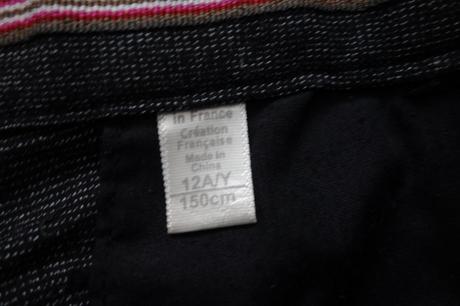 in France
Création
Française
Made in
China
12A/Y
150cm